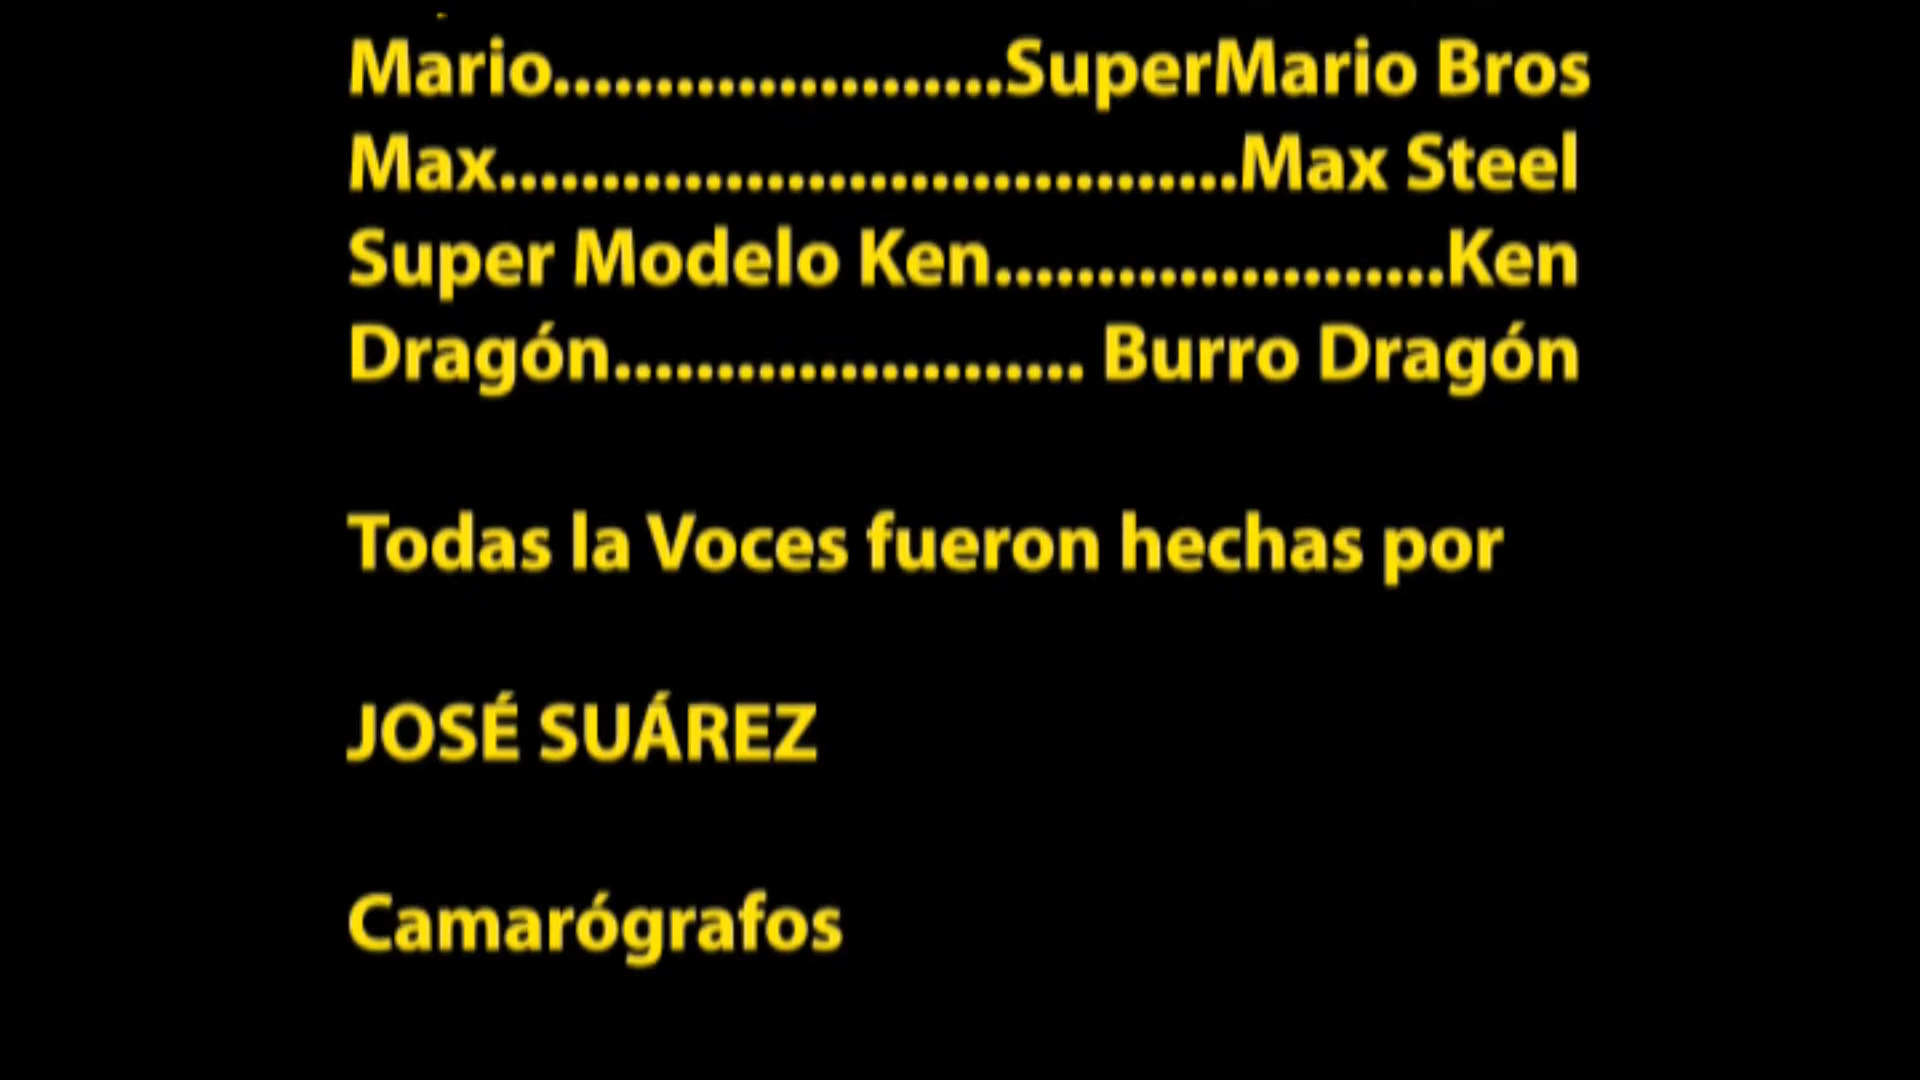 Mario......................SuperMario Bros
Max....................................Max Steel
Super Modelo Ken......................Ken
Dragón....................... Burro Dragón
Todas la Voces fueron hechas por
JOSÉ SUÁREZ
Camarógrafos